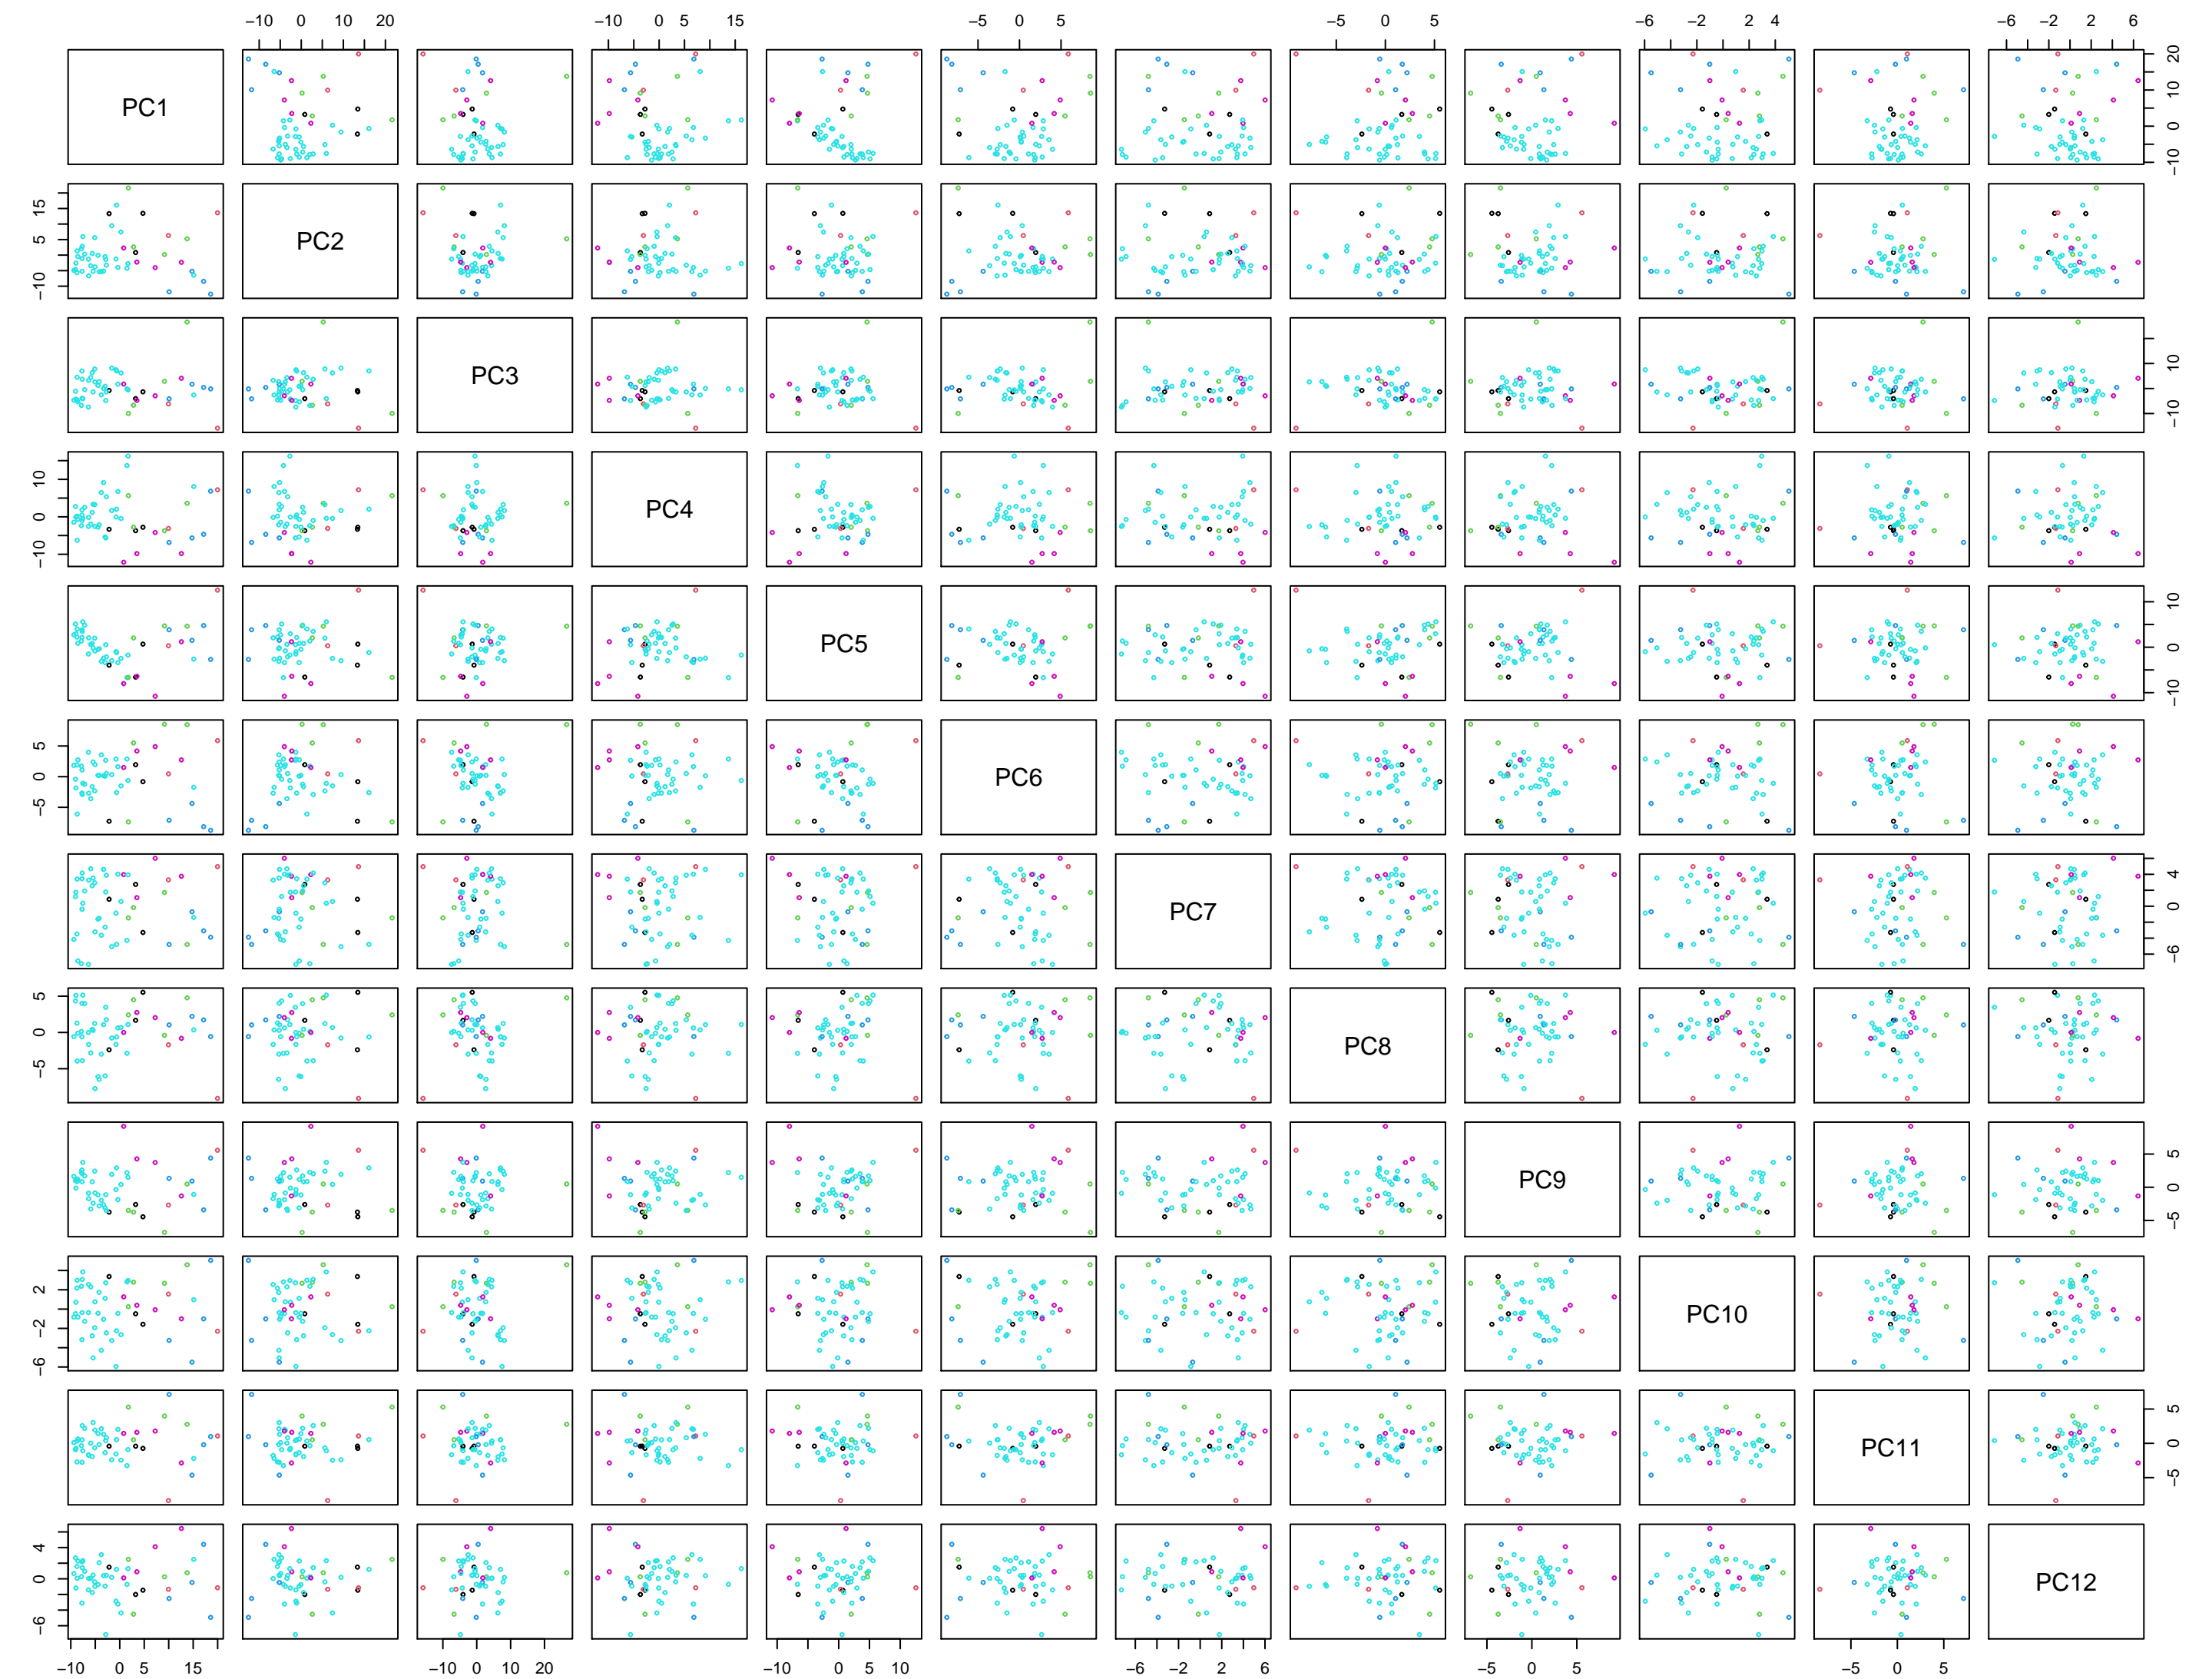 −10 0 10 20 −10 0 5 15 −5 0 5 −5 0 5 −6 −2 2 4 −6 −2 2 6
PC1 −10 0 10 20
−10 5 15 PC2
PC3 −10 10
−10 0 10 PC4
PC5 −10 0 10
−5 0 5 PC6
PC7 −6 0 4
−5 0 5 PC8
PC9 −5 0 5
−6 −2 2 PC10
PC11 −5 0 5
−6 0 4 PC12
−10 0 5 15 −10 0 10 20 −10 0 5 10 −6 −2 2 6 −5 0 5 −5 0 5